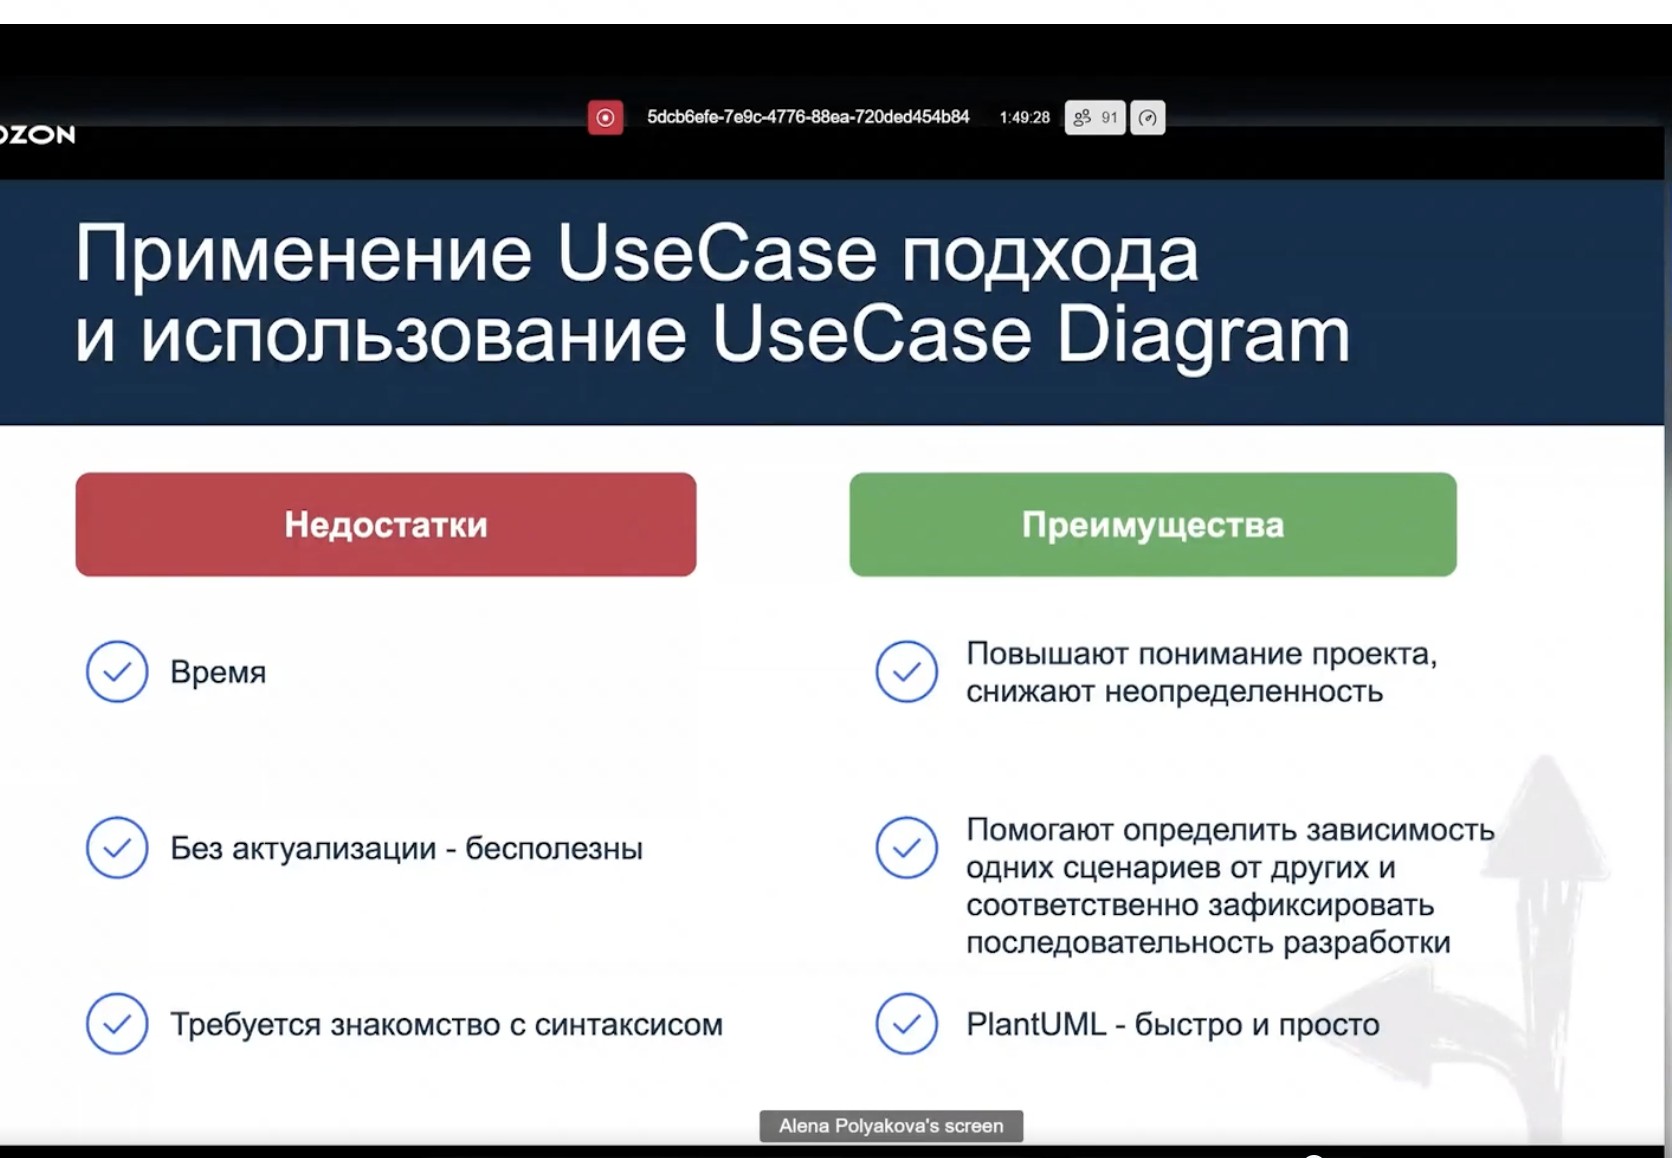 5dcb6efe-7e9c-4776-88ea-720ded454b84 1:49:28 91
OZON
Применение UseCase подхода
и использование UseCase Diagram
Недостатки
Преимущества
Время
Повышают понимание проекта,
снижают неопределенность
Без актуализации - бесполезны
Помогают определить зависимость
одних сценариев от других и
соответственно зафиксировать
последовательность разработки
Требуется знакомство с синтаксисом
PlantUML - быстро и просто
Alena Polyakova's screen